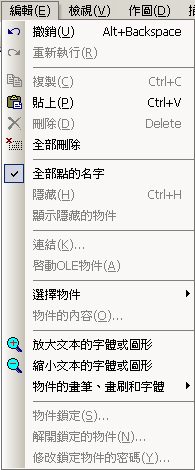 編輯(E) 檢視(V) 作圖(D)
撤銷(U) Alt+Backspace
重新執行(R)
複製(C) Ctrl+C
貼上(P) Ctrl+V
刪除(D) Delete
全部刪除
全部點的名字
隱藏(H) Ctrl+H
顯示隱藏的物件
連結(K)...
啓動OLE物件(A)
選擇物件
物件的內容(O)...
放大文本的字體或圖形
縮小文本的字體或圖形
物件的畫筆、畫刷和字體
物件鎖定(S)...
解開鎖定的物件(N)...
修改鎖定物件的密碼(Y)...